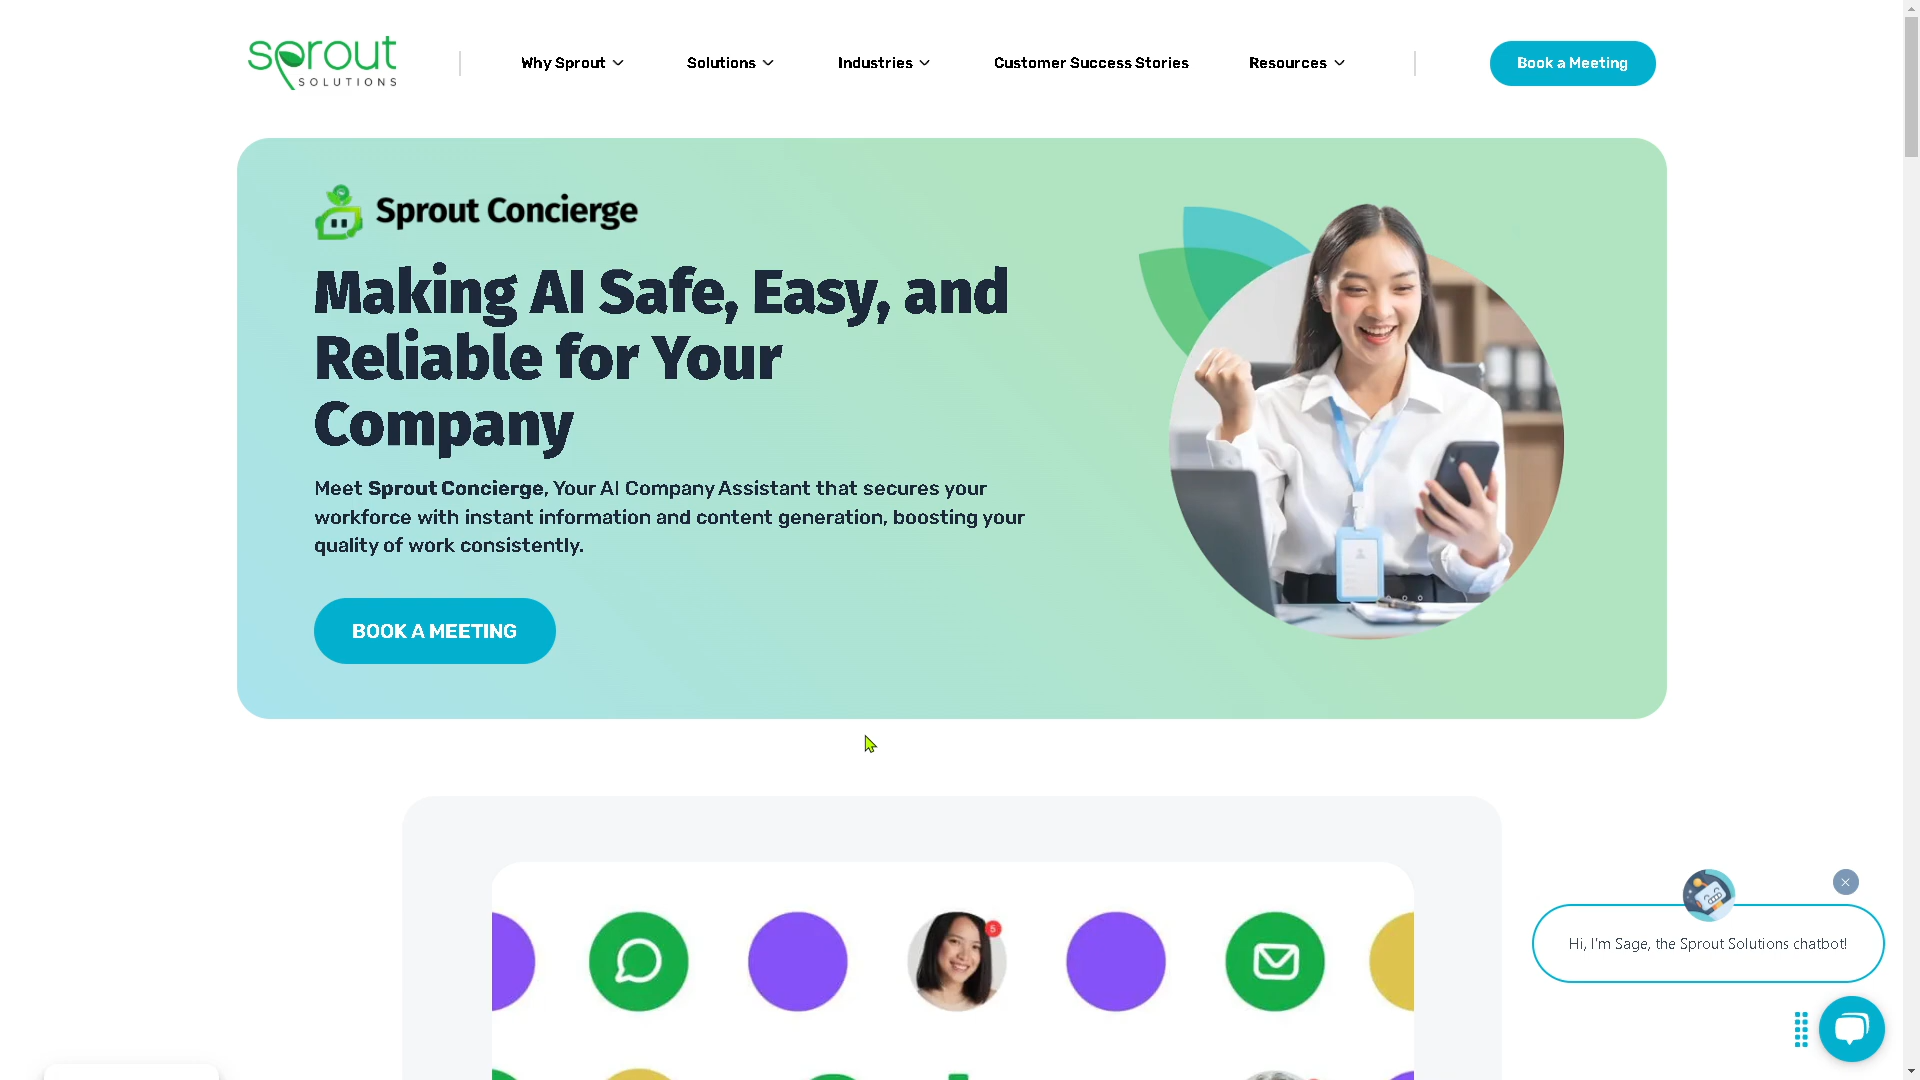 sprout
SOLUTIONS
Why Sprout
Solutions
Industries
Customer Success Stories
Resources
Book a Meeting
Sprout Concierge
Making AI Safe, Easy, and
Reliable for Your
Company
Meet Sprout Concierge, Your AI Company Assistant that secures your
workforce with instant information and content generation, boosting your
quality of work consistently.
BOOK A MEETING
5
Hi, I'm Sage, the Sprout Solutions chatbot!